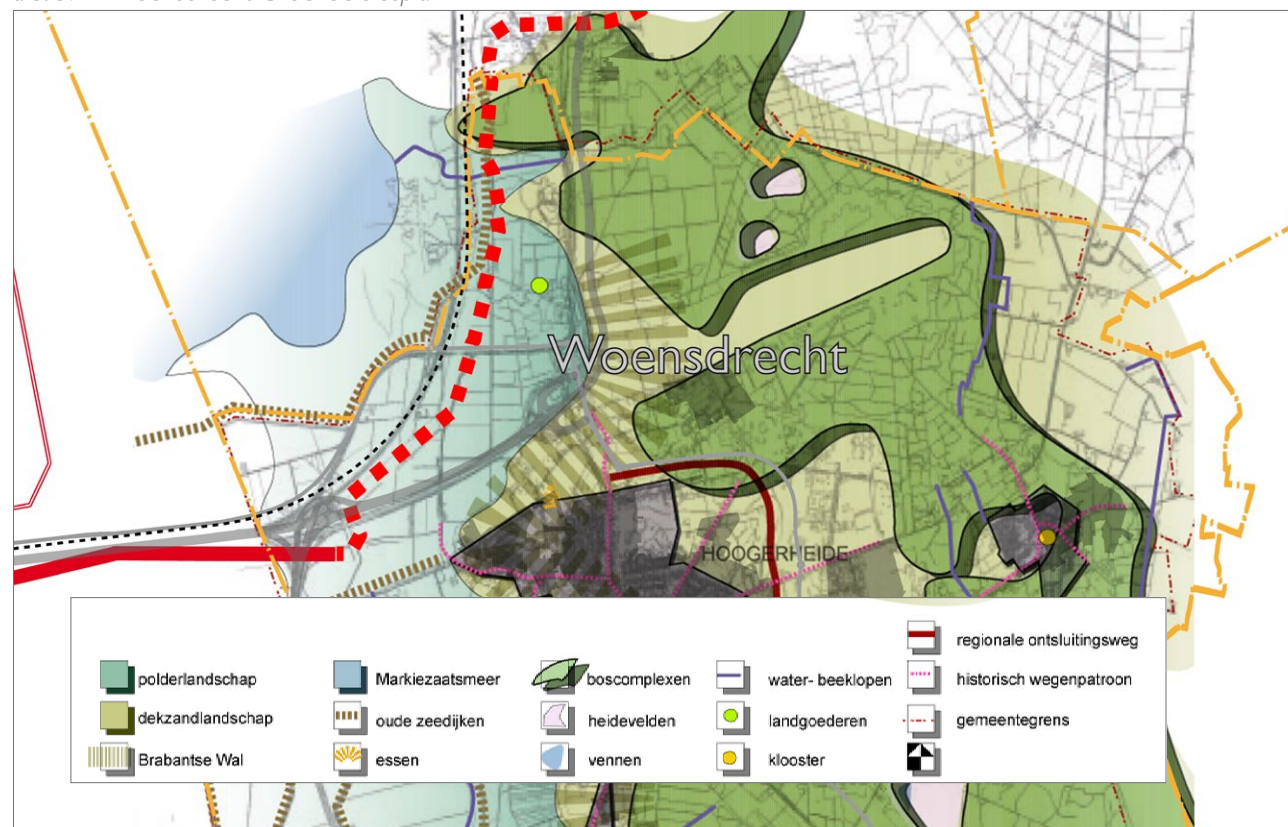 Woensdrecht
HOOGERHEIDE
regionale ontsluitingsweg
polderlandschap
Markiezaatsmeer
boscomplexen
water- beeklopen
historisch wegenpatroon
dekzandlandschap
oude zeedijken
heidevelden
landgoederen
gemeentegrens
Brabantse Wal
essen
vennen
klooster